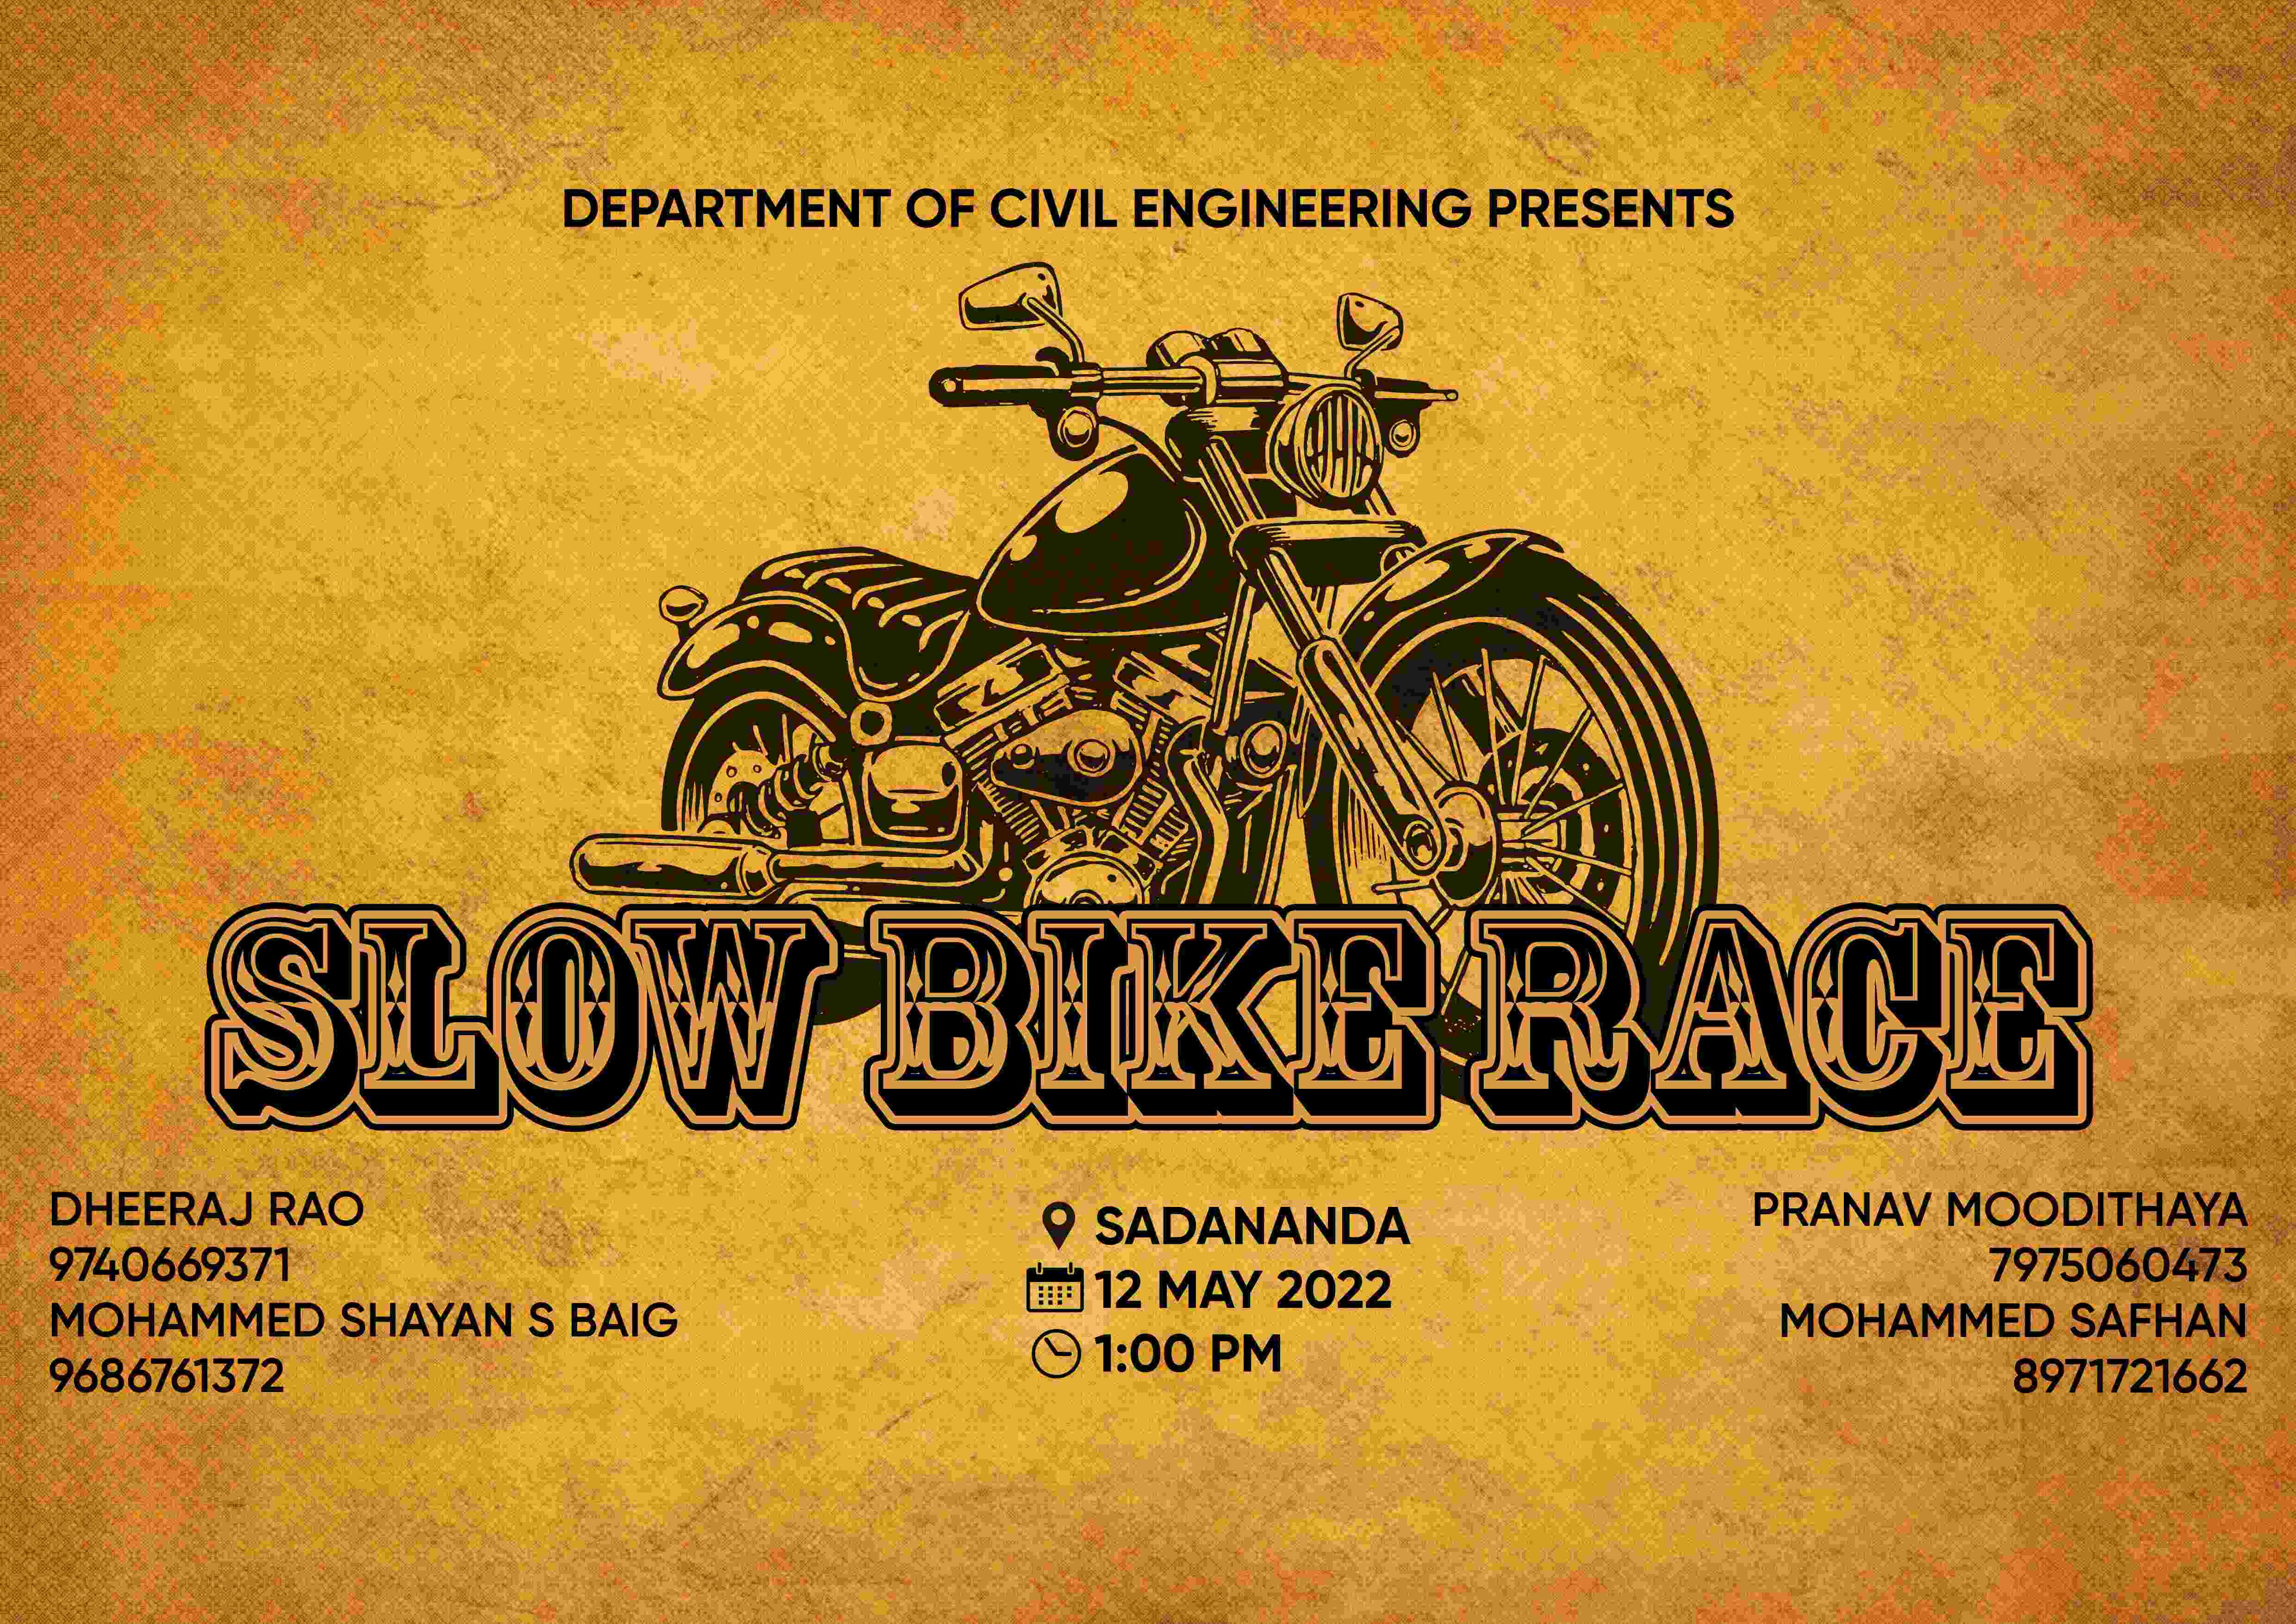 DEPARTMENT OF CIVIL ENGINEERING PRESENTS
SLOW BIKE RACE
DHEERAJ RAO
9740669371
MOHAMMED SHAYAN S BAIG
9686761372
SADANANDA
12 MAY 2022
1:00 PM
PRANAV MOODITHAYA
7975060473
MOHAMMED SAFHAN
8971721662